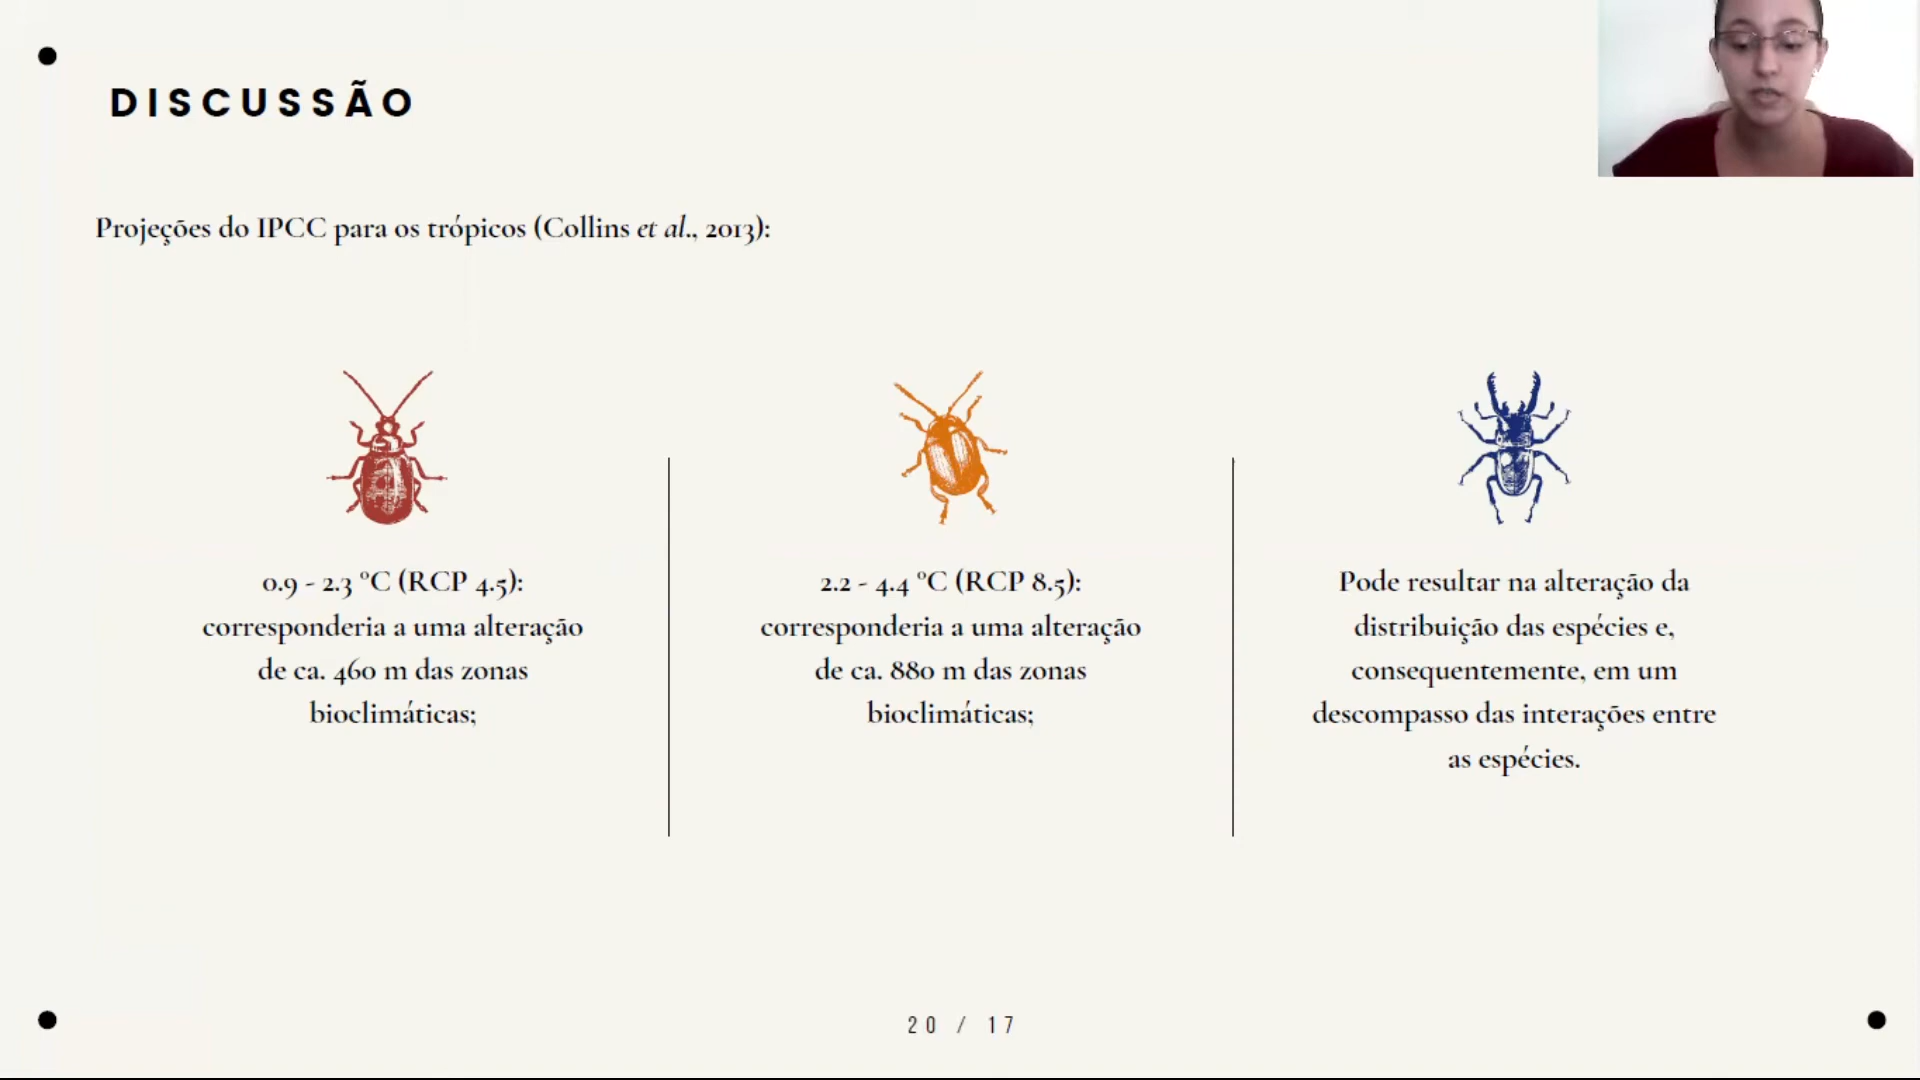 DISCUSSÃO
Projeções do IPCC para os trópicos (Collins et al., 2013):
0.9 - 2.3 ºC (RCP 4.5):
corresponderia a uma alteração
de ca. 460 m das zonas
bioclimáticas;
2.2 - 4.4 ºC (RCP 8.5):
corresponderia a uma alteração
de ca. 880 m das zonas
bioclimáticas;
Pode resultar na alteração da
distribuição das espécies e,
consequentemente, em um
descompasso das interações entre
as espécies.
20 / 17